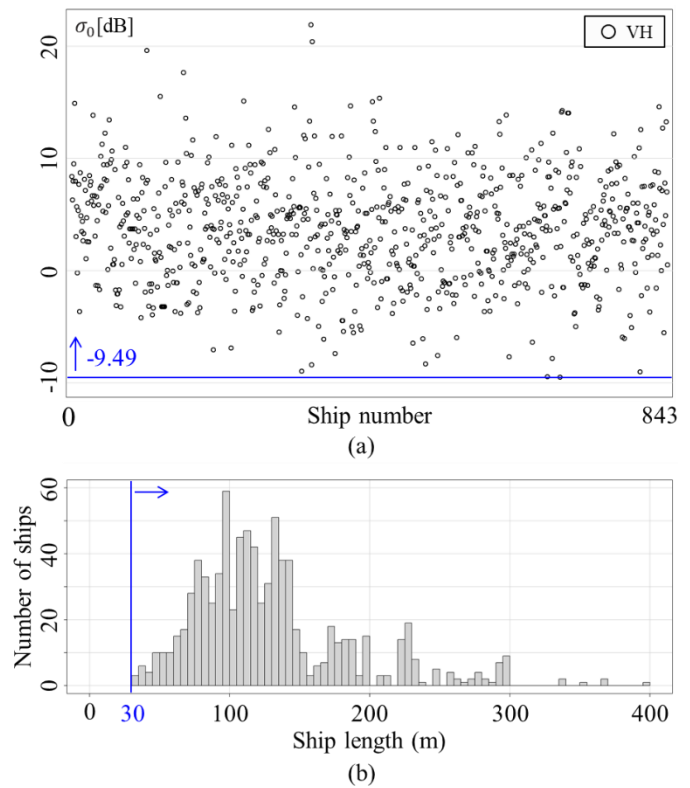 σ₀[dB]
VH
20
10
0
-10
-9.49
0
Ship number
843
(a)
Number of ships
60
40
20
0
0
30
100
200
300
400
Ship length (m)
(b)